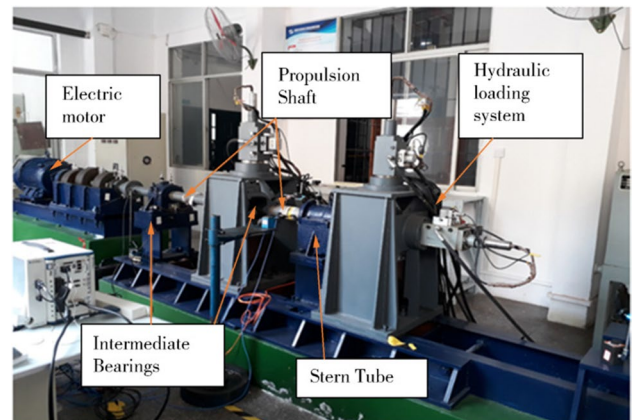 Electric
motor
Propulsion
Shaft
Hydraulic
loading
system
Intermediate
Bearings
Stern Tube